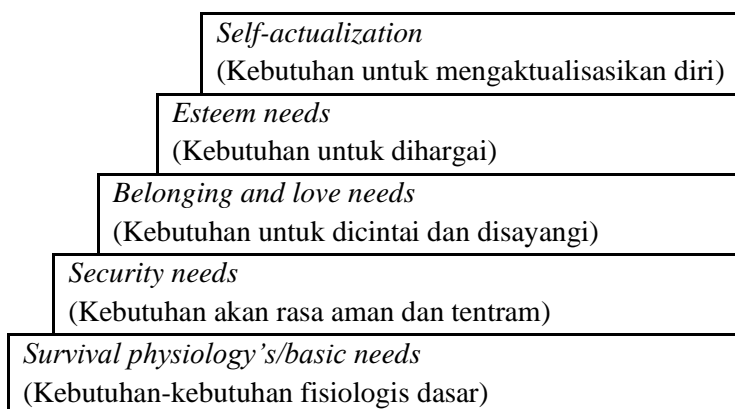 Self-actualization
(Kebutuhan untuk mengaktualisasikan diri)
Esteem needs
(Kebutuhan untuk dihargai)
Belonging and love needs
(Kebutuhan untuk dicintai dan disayangi)
Security needs
(Kebutuhan akan rasa aman dan tentram)
Survival physiology’s/basic needs
(Kebutuhan-kebutuhan fisiologis dasar)